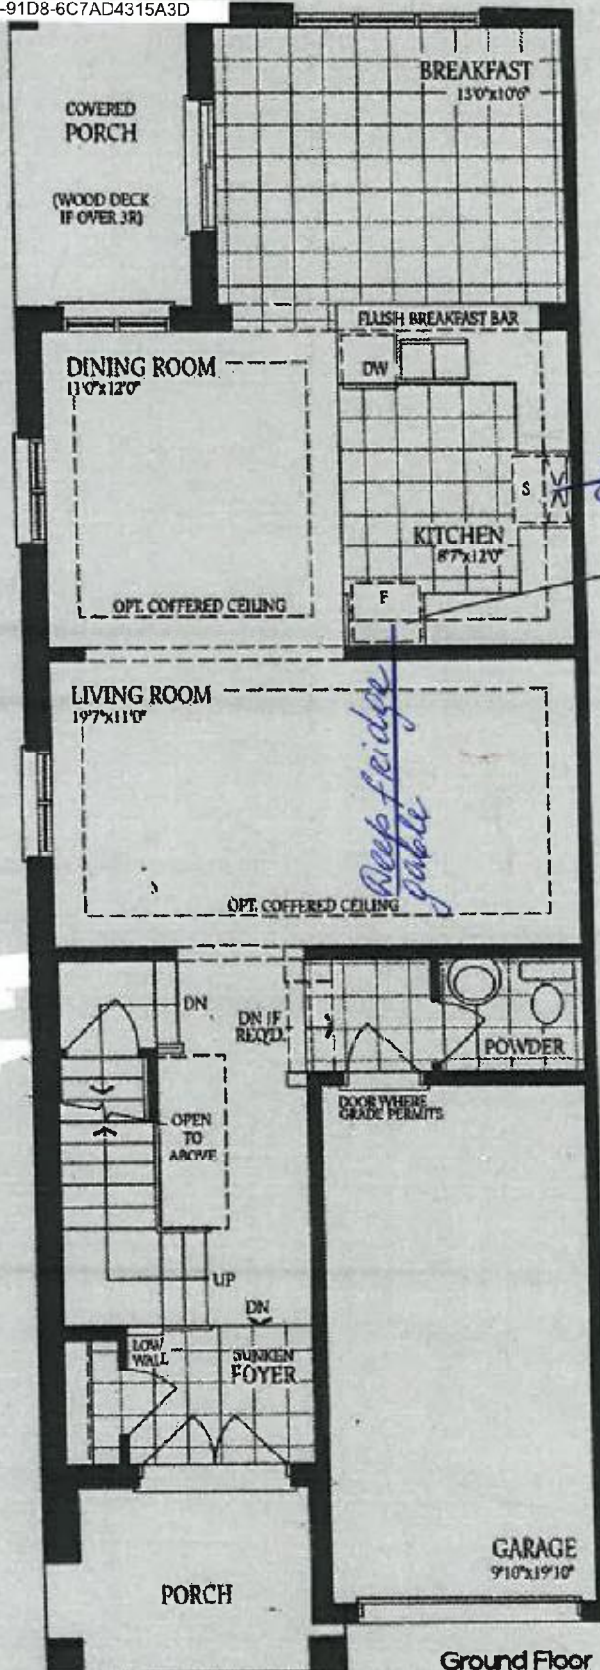 -91D8-6C7AD4315A3D
BREAKFAST
13'0"x10'6"
COVERED
PORCH
(WOOD DECK
IF OVER 3R)
FLUSH BREAKFAST BAR
DW
DINING ROOM
11'0"x12'0"
S
KITCHEN
8'7"x12'0"
F
OPT. COFFERED CEILING
LIVING ROOM
19'7"x11'0"
Deep fridge
gable
OPT. COFFERED CEILING
DN
DN IF
REQ'D.
POWDER
DOOR WHERE
GRADE PERMITS
OPEN
TO
ABOVE
UP
DN
LOW
WALL
SUNKEN
FOYER
GARAGE
9'10"x19'10"
PORCH
Ground Floor